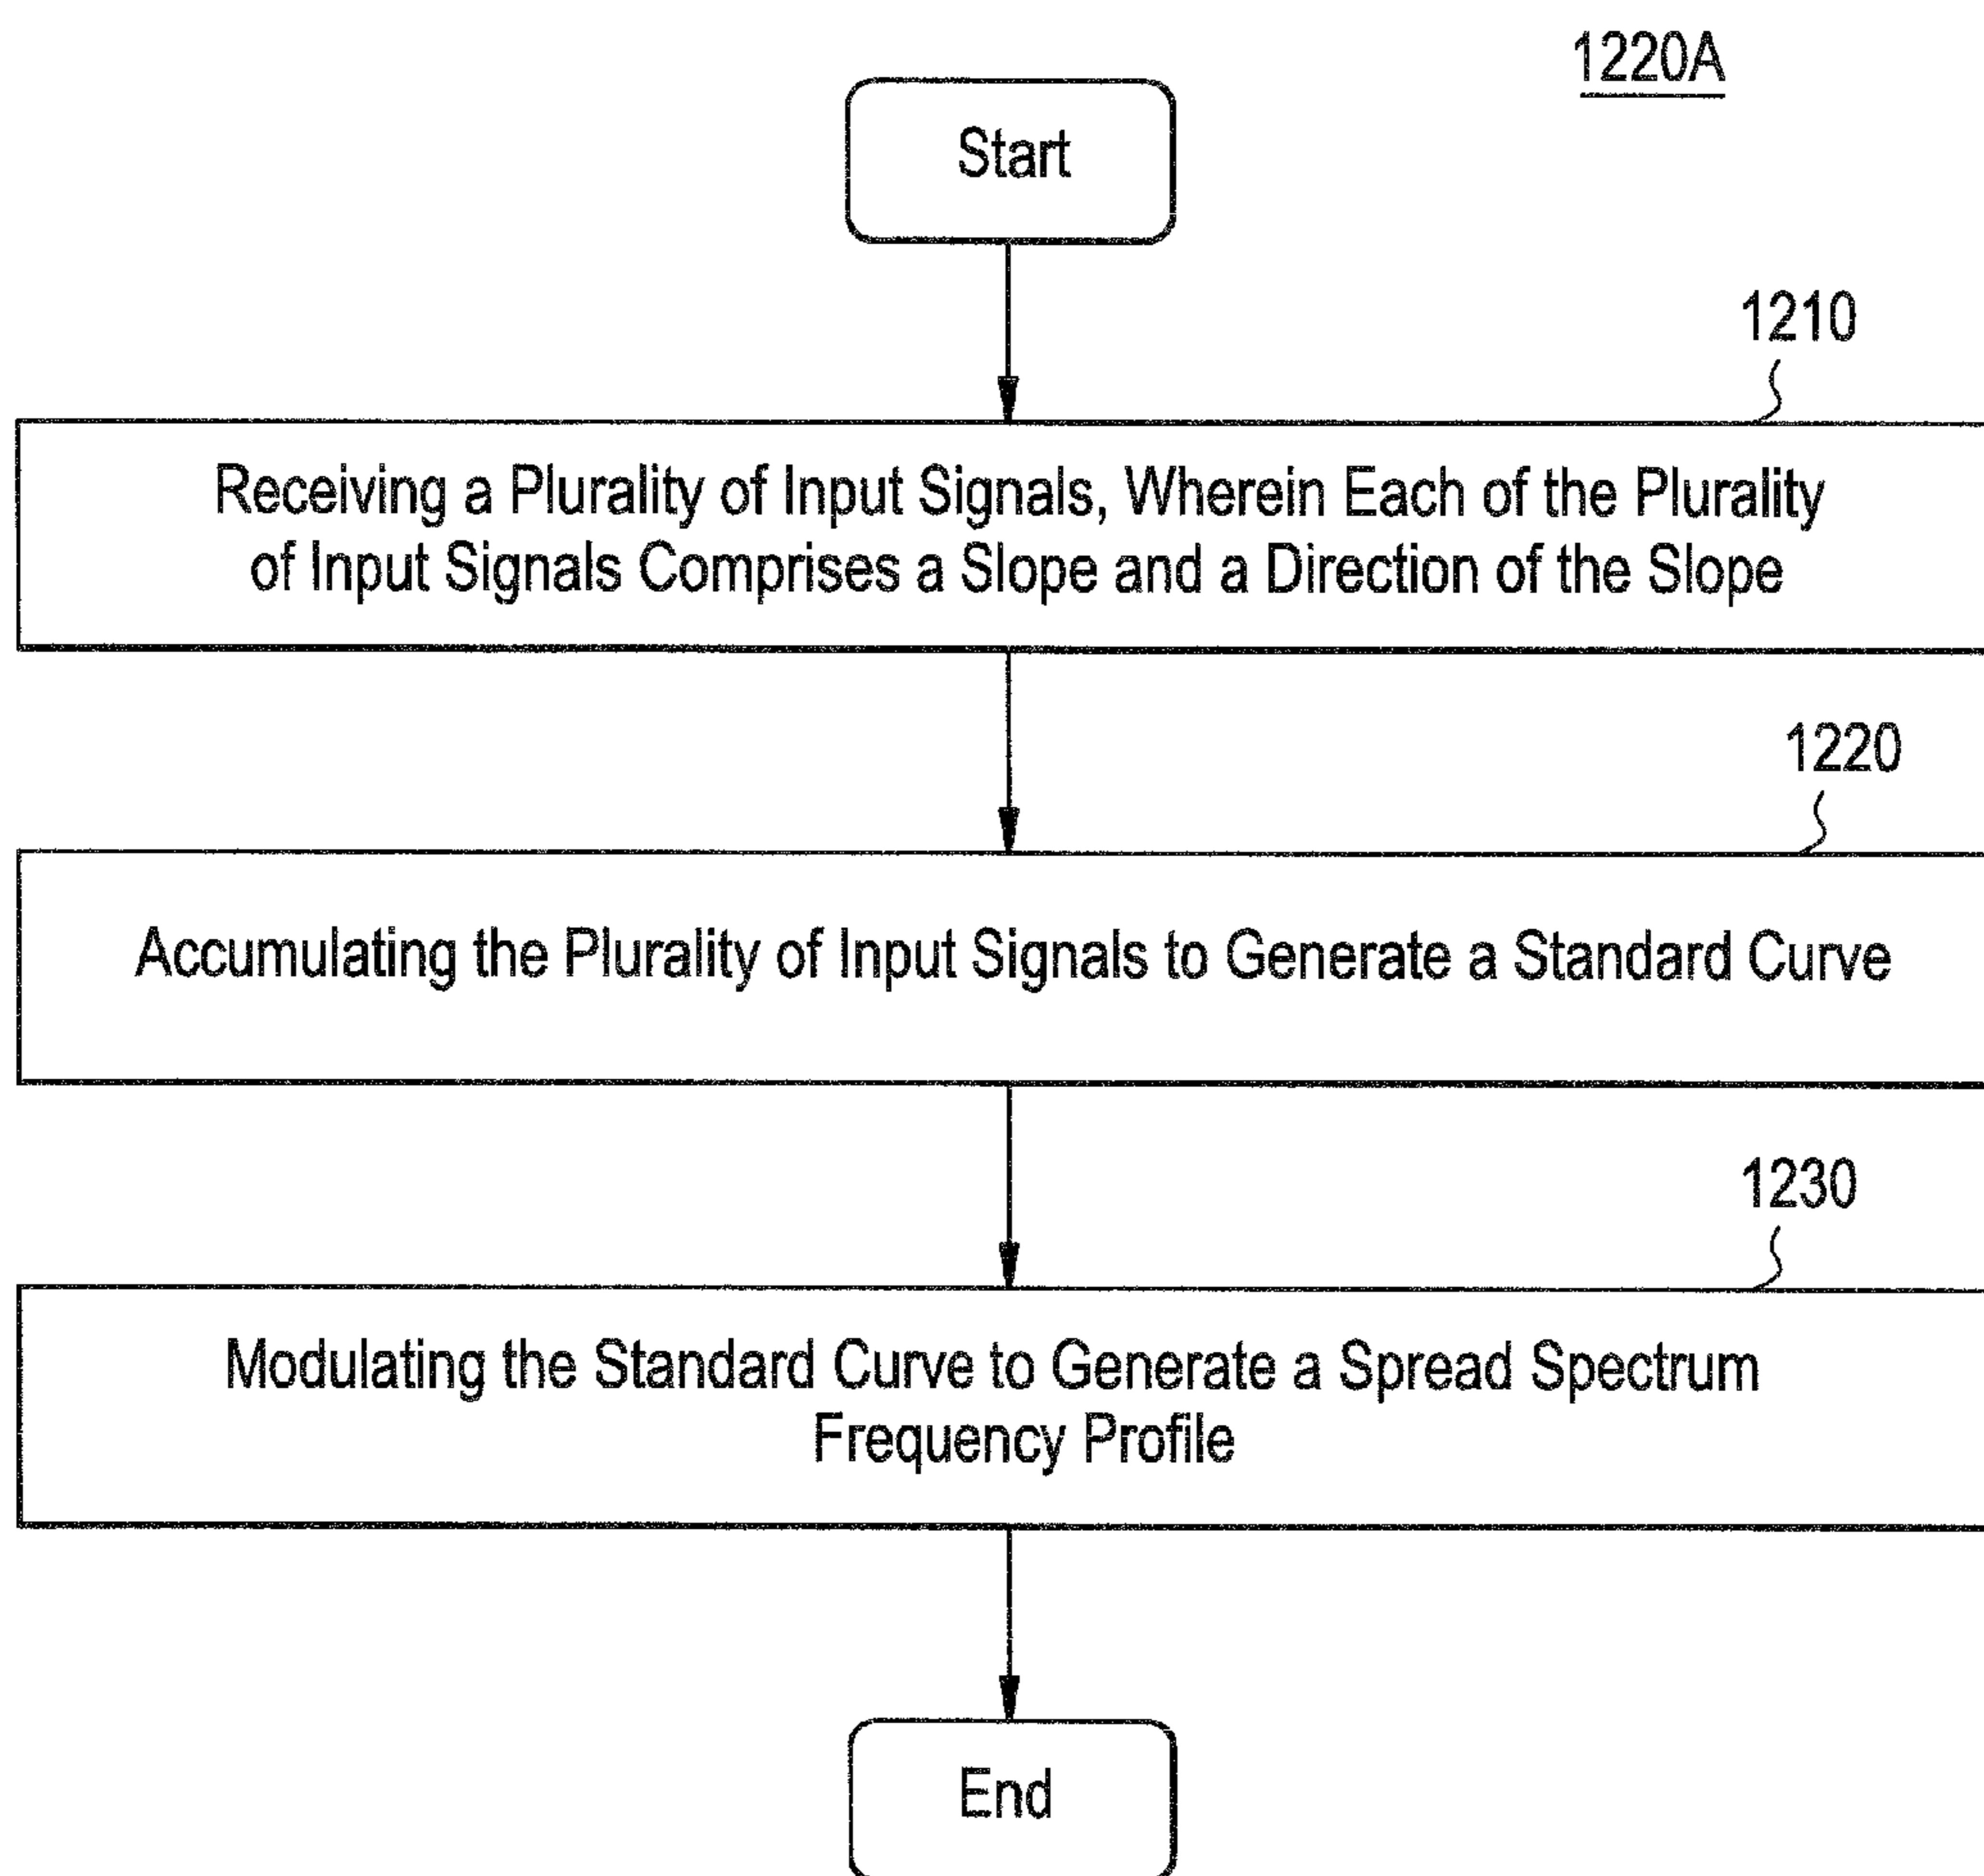 1220A
Start
1210
Receiving a Plurality of Input Signals, Wherein Each of the Plurality
of Input Signals Comprises a Slope and a Direction of the Slope
1220
Accumulating the Plurality of Input Signals to Generate a Standard Curve
1230
Modulating the Standard Curve to Generate a Spread Spectrum
Frequency Profile
End